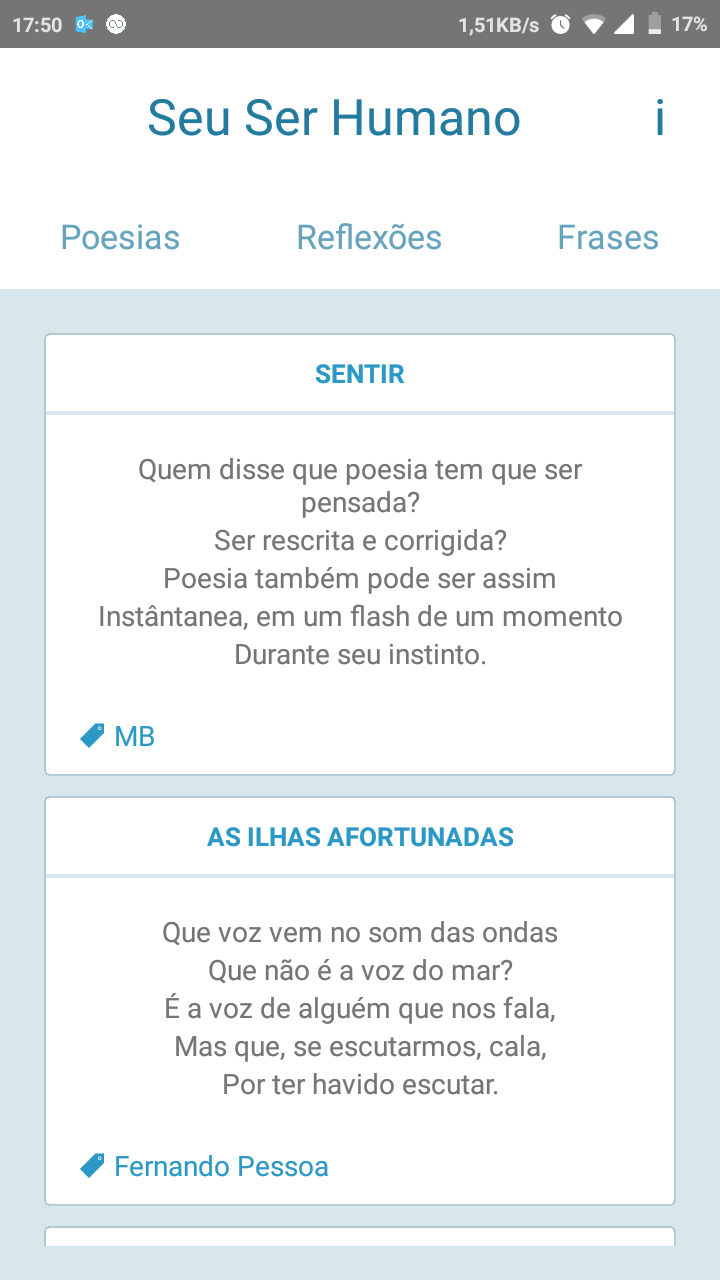 17:50
1,51KB/s
17%
Seu Ser Humano
i
Poesias
Reflexões
Frases
SENTIR
Quem disse que poesia tem que ser
pensada?
Ser rescrita e corrigida?
Poesia também pode ser assim
Instântanea, em um flash de um momento
Durante seu instinto.
MB
AS ILHAS AFORTUNADAS
Que voz vem no som das ondas
Que não é a voz do mar?
É a voz de alguém que nos fala,
Mas que, se escutarmos, cala,
Por ter havido escutar.
Fernando Pessoa